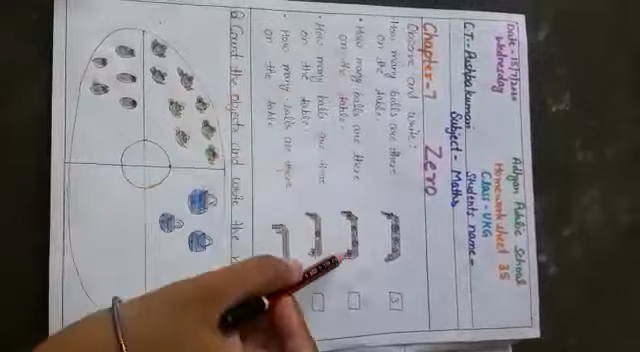 Adhyan Public School
Homework sheet 35
Date - 15/7/2020 Class - UKG
Wednesday
C.T. - Pushpa kumari Students name -
Subject - Maths
Chapter - 7 Zero
Observe and write:
• How many balls are there
on the table. 3
• How many balls are there
on the table.
• How many balls are there
on the table.
• How many balls are there
on the table.
Q Count the objects and write the